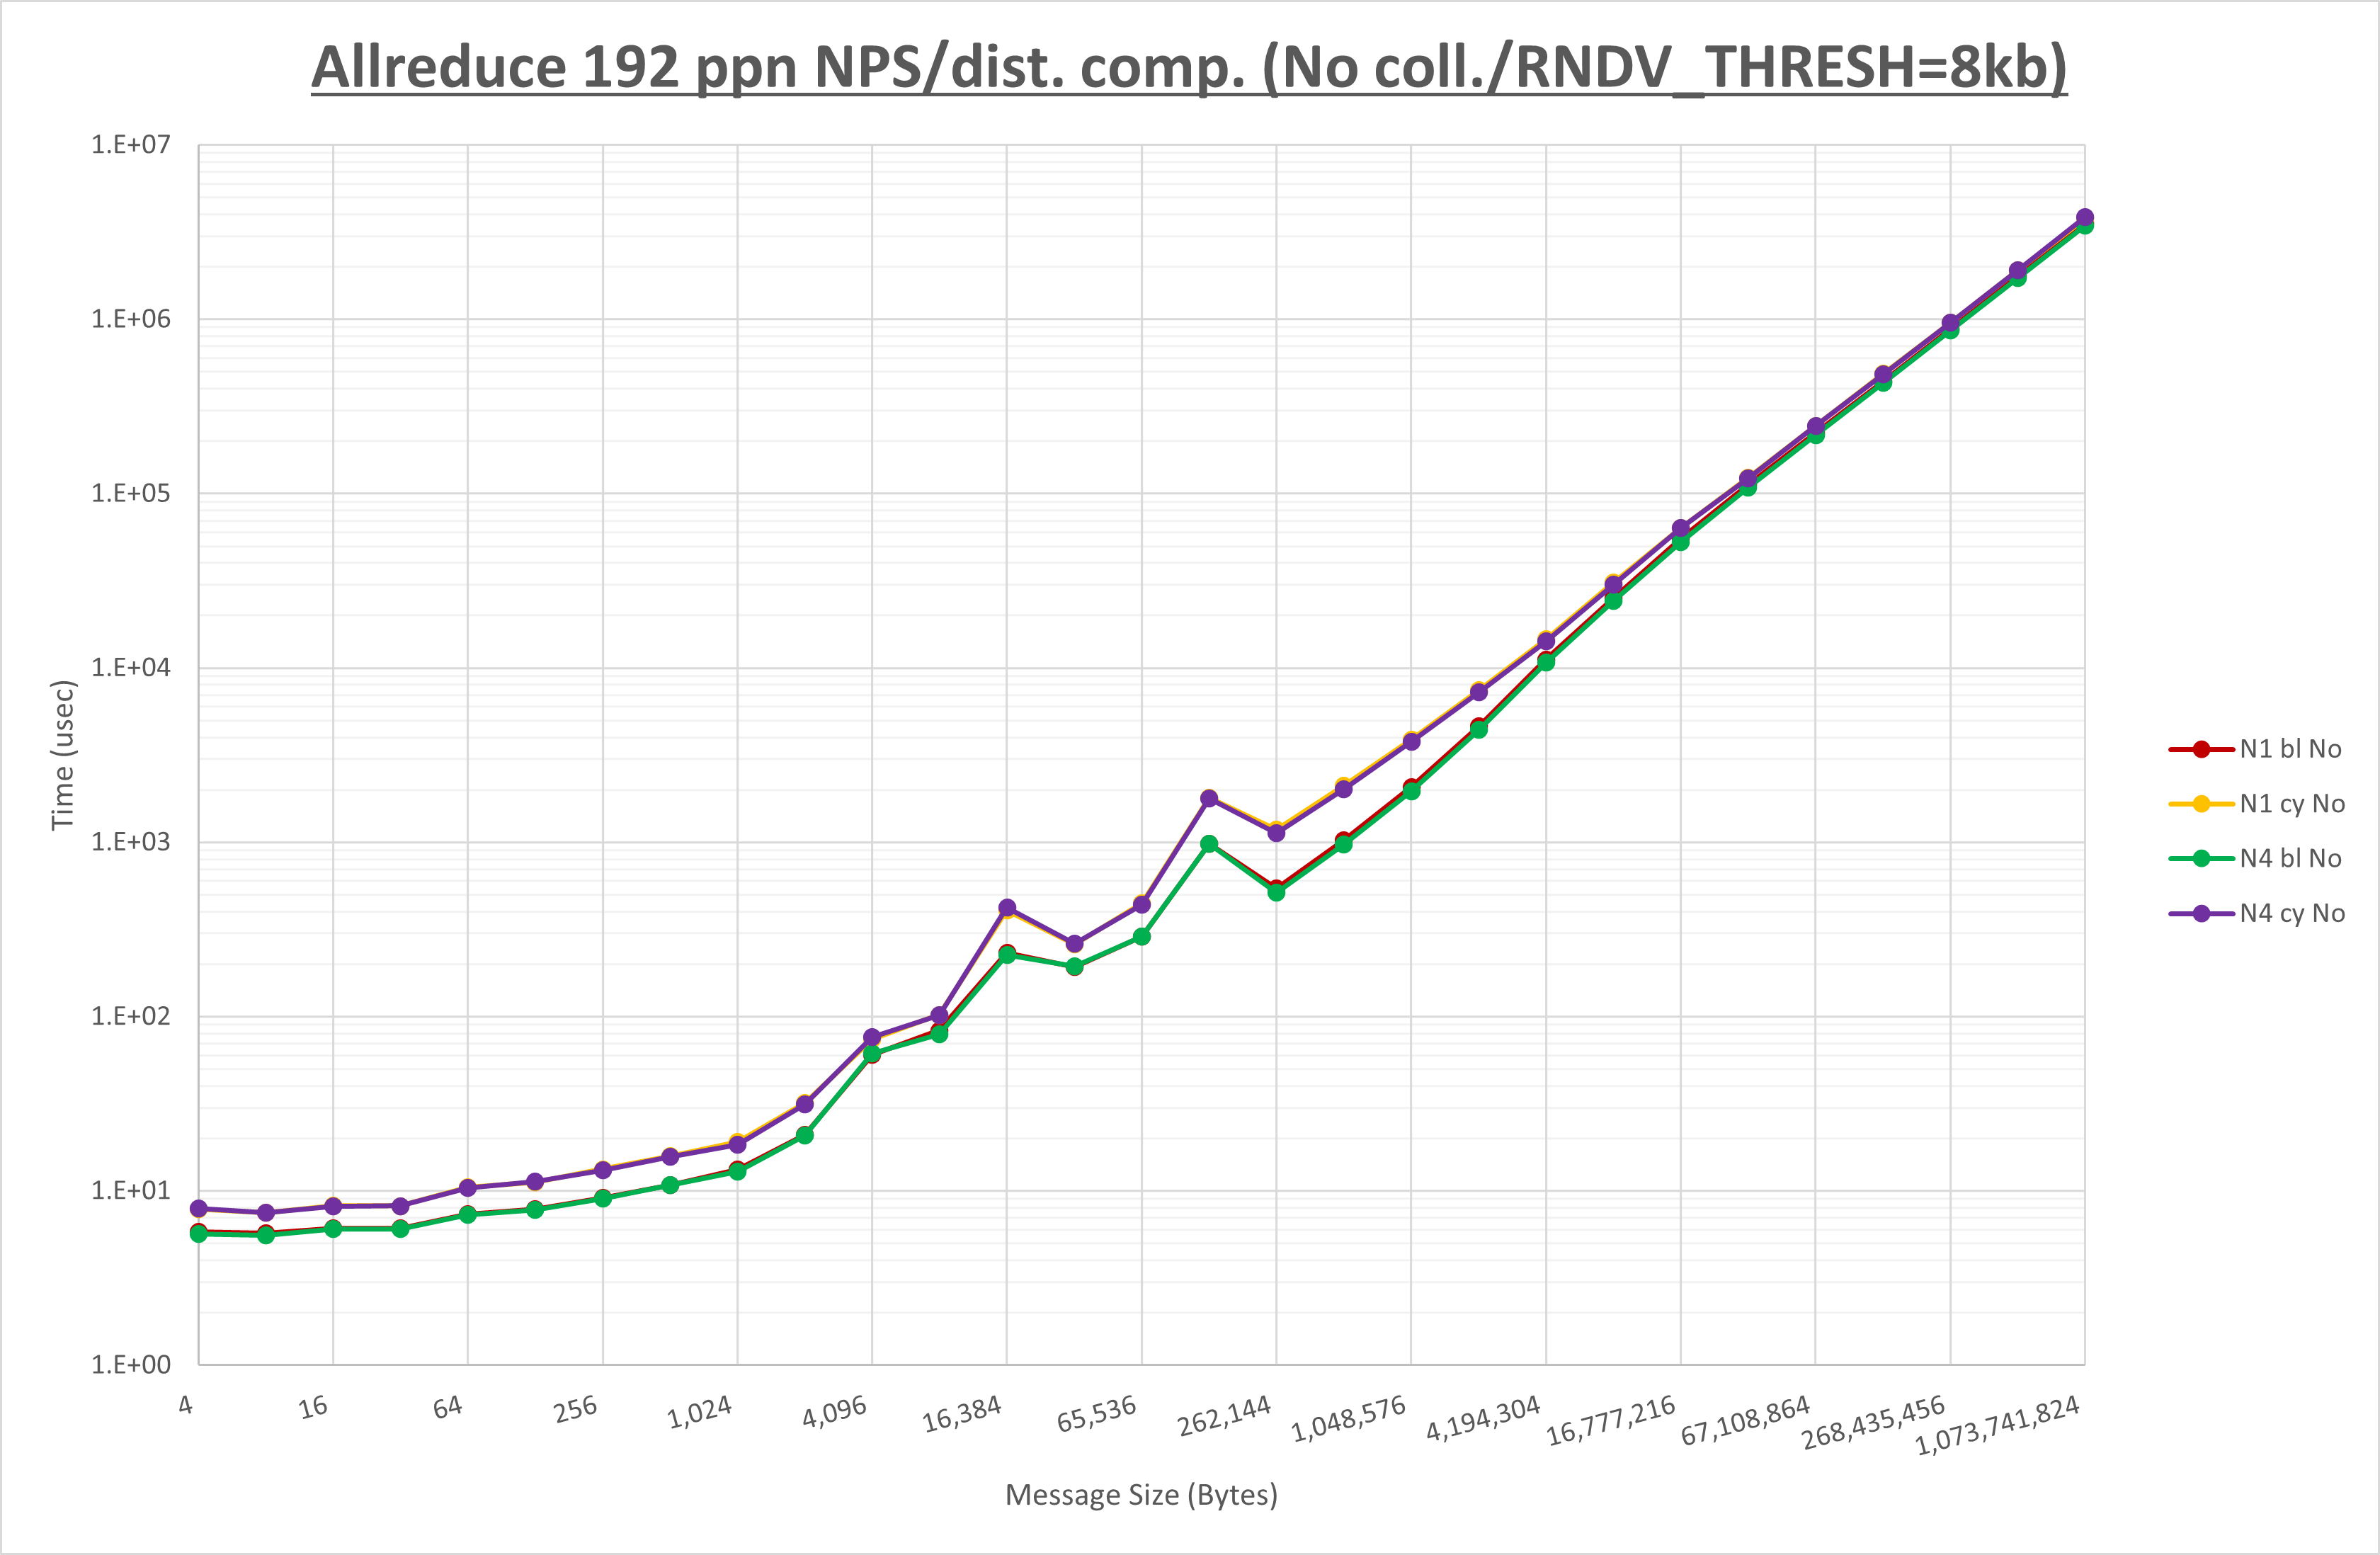 Allreduce 192 ppn NPS/dist. comp. (No coll./RNDV_THRESH=8kb)
1.E+07
1.E+06
1.E+05
1.E+04
1.E+03
1.E+02
1.E+01
1.E+00
Time (usec)
4
16
64
256
1,024
4,096
16,384
65,536
262,144
1,048,576
4,194,304
16,777,216
67,108,864
268,435,456
1,073,741,824
Message Size (Bytes)
N1 bl No
N1 cy No
N4 bl No
N4 cy No